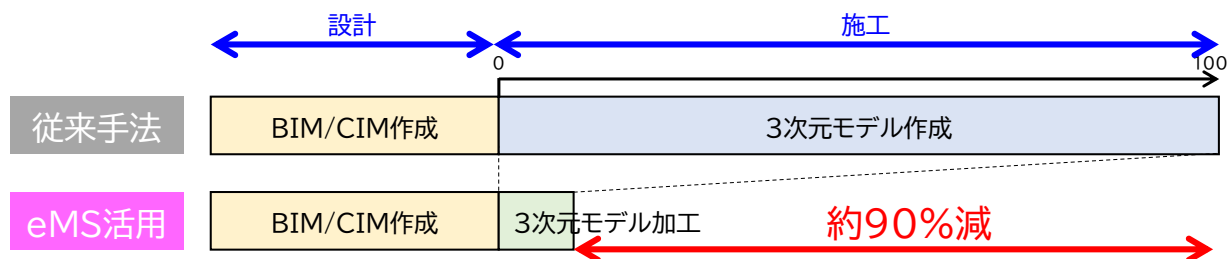 設計
施工
0
100
従来手法
BIM/CIM作成
3次元モデル作成
eMS活用
BIM/CIM作成
3次元モデル加工
約90%減